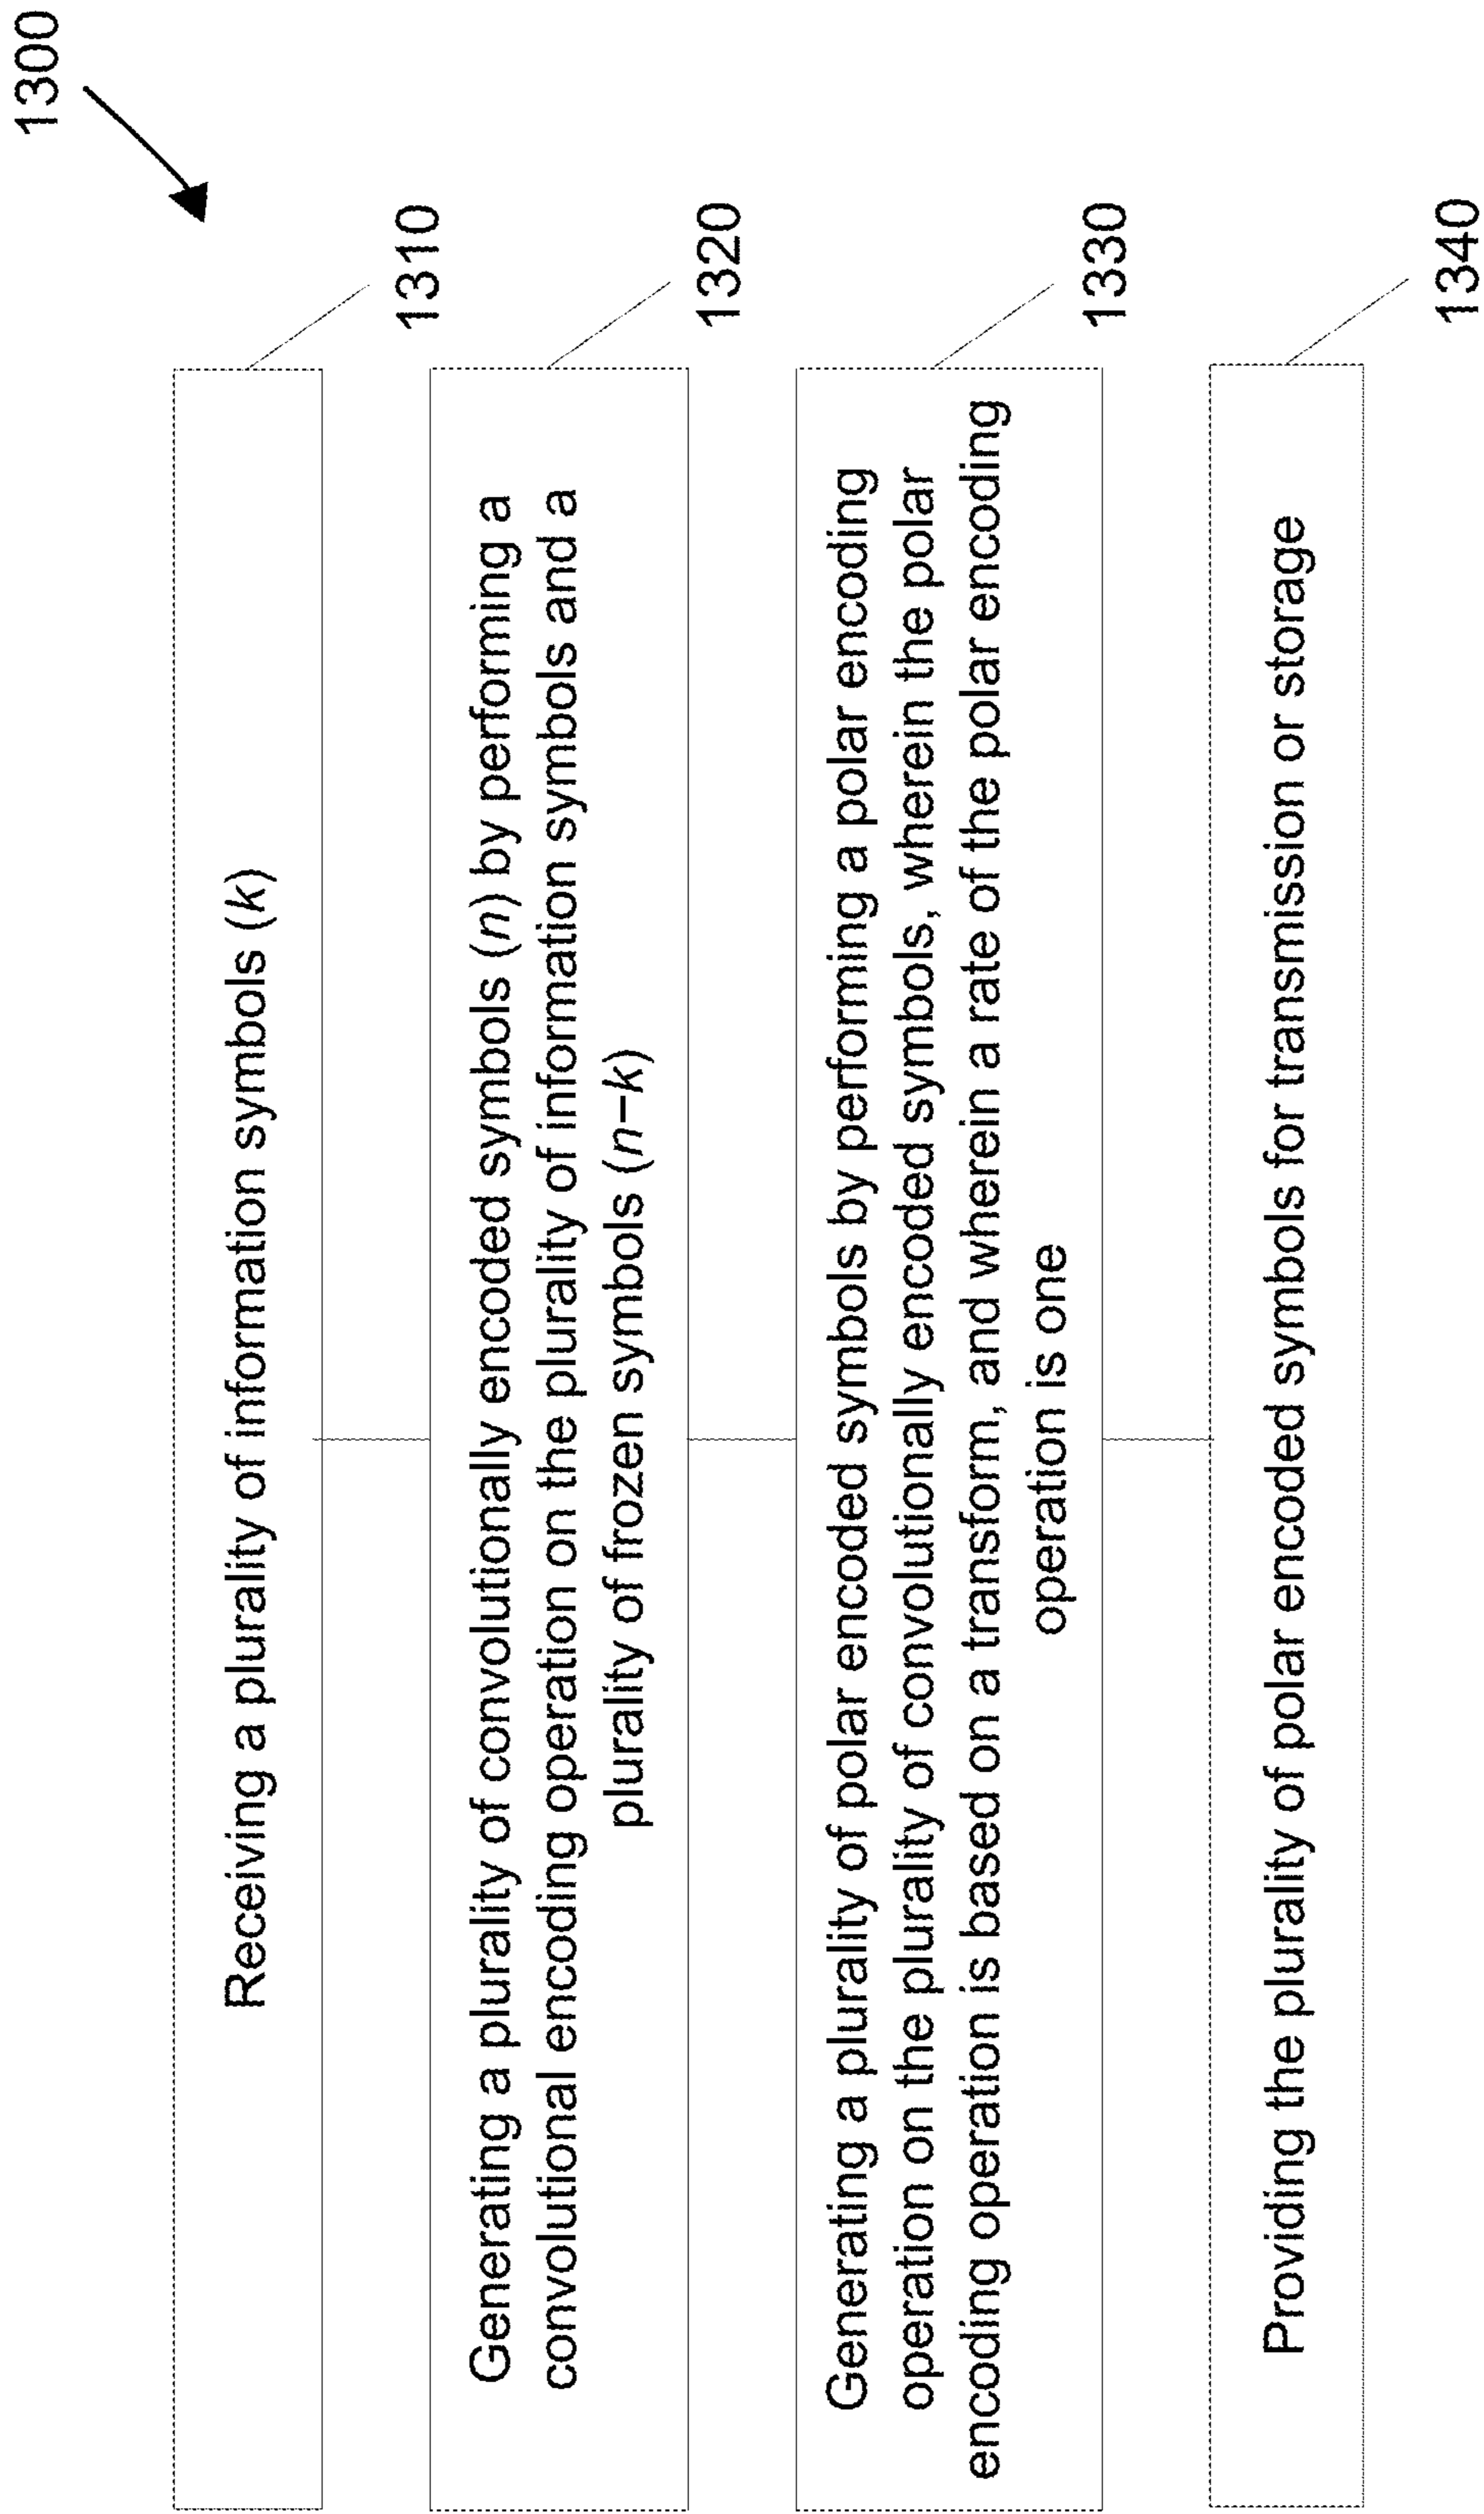 1300
Receiving a plurality of information symbols (k)
1310
Generating a plurality of convolutionally encoded symbols (n) by performing a
convolutional encoding operation on the plurality of information symbols and a
plurality of frozen symbols (n−k)
1320
Generating a plurality of polar encoded symbols by performing a polar encoding
operation on the plurality of convolutionally encoded symbols, wherein the polar
encoding operation is based on a transform, and wherein a rate of the polar encoding
operation is one
1330
Providing the plurality of polar encoded symbols for transmission or storage
1340